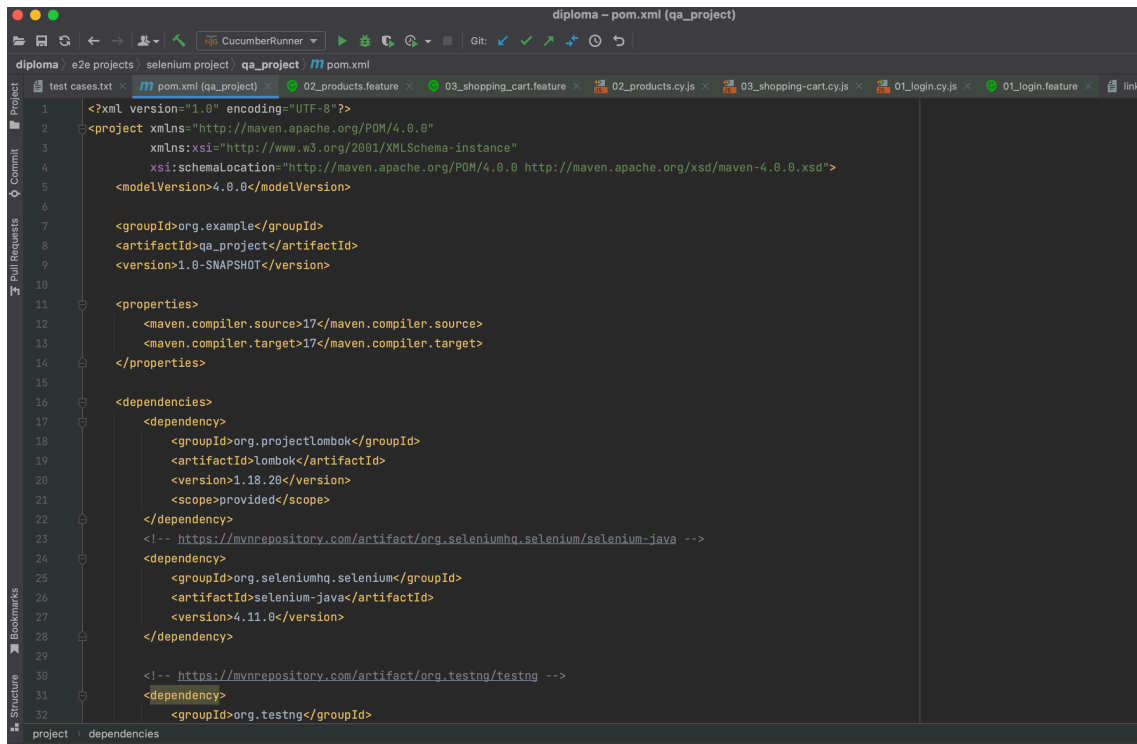 diploma – pom.xml (qa_project)
CucumberRunner
Git:
diploma 〉 e2e projects 〉 selenium project 〉 qa_project 〉 m pom.xml
test cases.txt × m pom.xml (qa_project) × 02_products.feature × 03_shopping_cart.feature × 02_products.cy.js × 03_shopping-cart.cy.js × 01_login.cy.js × 01_login.feature ×
Project
Commit
Pull Requests
Bookmarks
Structure
1 <?xml version="1.0" encoding="UTF-8"?>
2 <project xmlns="http://maven.apache.org/POM/4.0.0"
3 xmlns:xsi="http://www.w3.org/2001/XMLSchema-instance"
4 xsi:schemaLocation="http://maven.apache.org/POM/4.0.0 http://maven.apache.org/xsd/maven-4.0.0.xsd">
5 <modelVersion>4.0.0</modelVersion>
6
7 <groupId>org.example</groupId>
8 <artifactId>qa_project</artifactId>
9 <version>1.0-SNAPSHOT</version>
10
11 <properties>
12 <maven.compiler.source>17</maven.compiler.source>
13 <maven.compiler.target>17</maven.compiler.target>
14 </properties>
15
16 <dependencies>
17 <dependency>
18 <groupId>org.projectlombok</groupId>
19 <artifactId>lombok</artifactId>
20 <version>1.18.20</version>
21 <scope>provided</scope>
22 </dependency>
23 <!-- https://mvnrepository.com/artifact/org.seleniumhq.selenium/selenium-java -->
24 <dependency>
25 <groupId>org.seleniumhq.selenium</groupId>
26 <artifactId>selenium-java</artifactId>
27 <version>4.11.0</version>
28 </dependency>
29
30 <!-- https://mvnrepository.com/artifact/org.testng/testng -->
31 <dependency>
32 <groupId>org.testng</groupId>
project 〉 dependencies